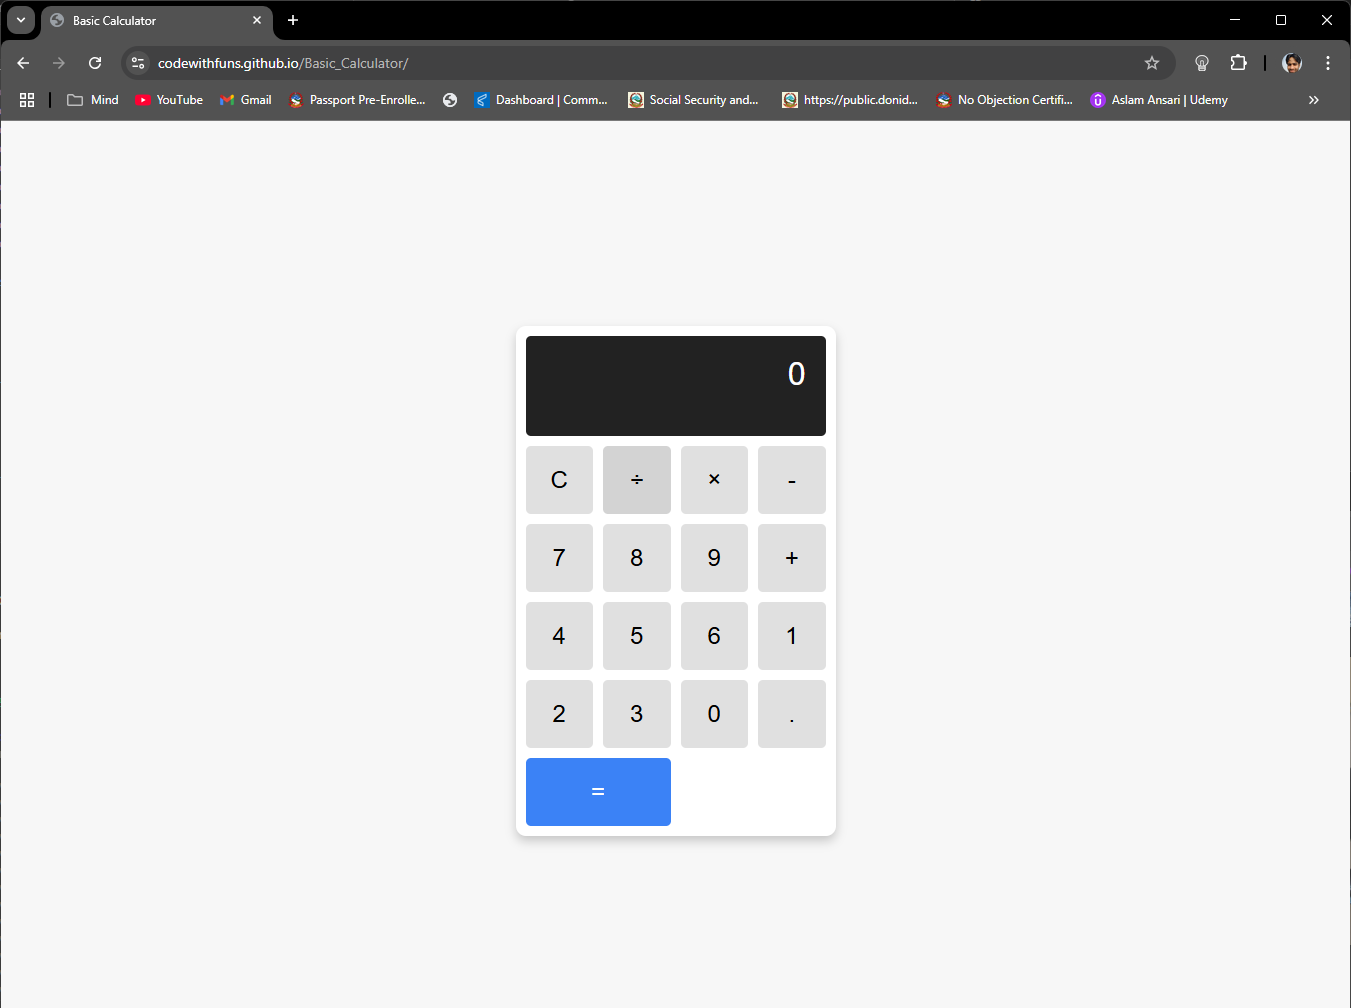 Basic Calculator
codewithfuns.github.io/Basic_Calculator/
Mind YouTube Gmail Passport Pre-Enrolle... Dashboard | Comm... Social Security and... https://public.donid... No Objection Certifi... Aslam Ansari | Udemy
0
C ÷ × -
7 8 9 +
4 5 6 1
2 3 0 .
=